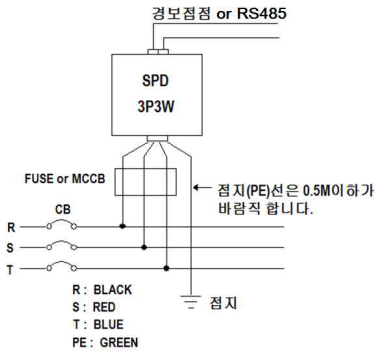 경보접점 or RS485
SPD
3P3W
FUSE or MCCB
접지(PE)선은 0.5M이하가
바람직 합니다.
CB
R
S
T
R : BLACK
S : RED
T : BLUE
PE : GREEN
접지